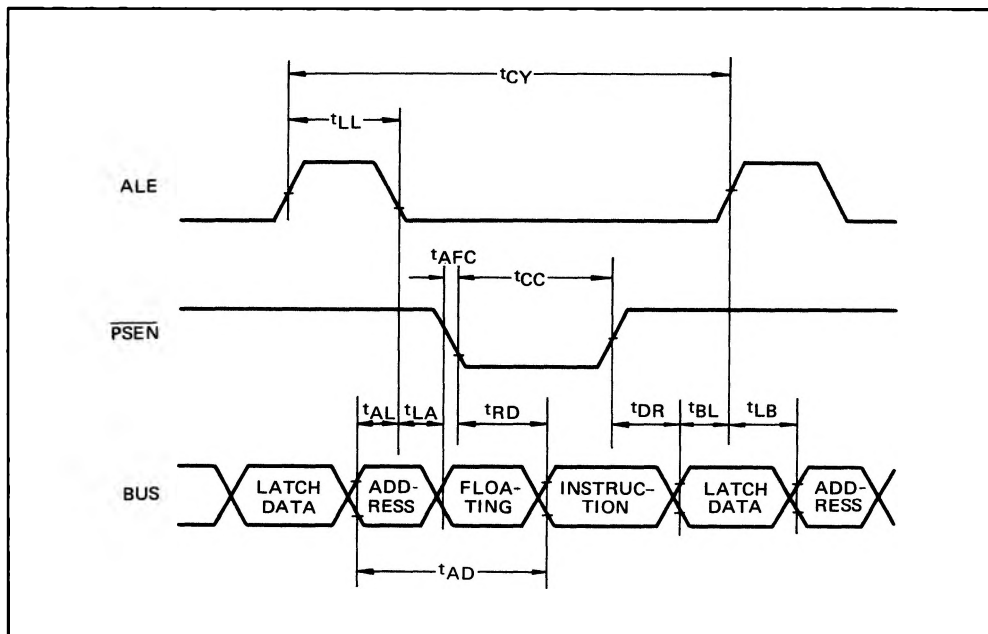 tCY
tLL
ALE
tAFC
tCC
PSEN
tAL
tLA
tRD
tDR
tBL
tLB
BUS
LATCH
DATA
ADD-
RESS
FLOA-
TING
INSTRUC-
TION
LATCH
DATA
ADD-
RESS
tAD